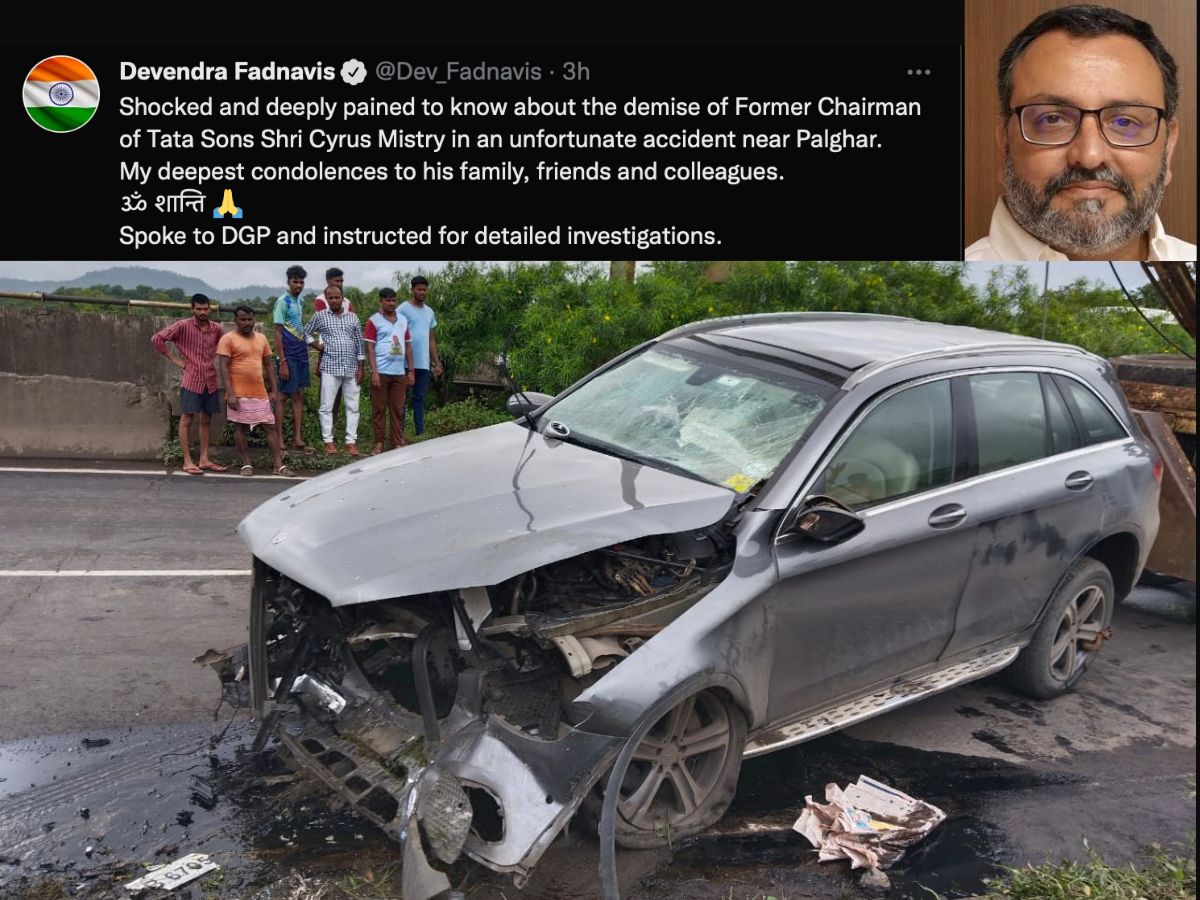 Devendra Fadnavis @Dev_Fadnavis · 3h
Shocked and deeply pained to know about the demise of Former Chairman
of Tata Sons Shri Cyrus Mistry in an unfortunate accident near Palghar.
My deepest condolences to his family, friends and colleagues.
ॐ शान्ति 🙏
Spoke to DGP and instructed for detailed investigations.